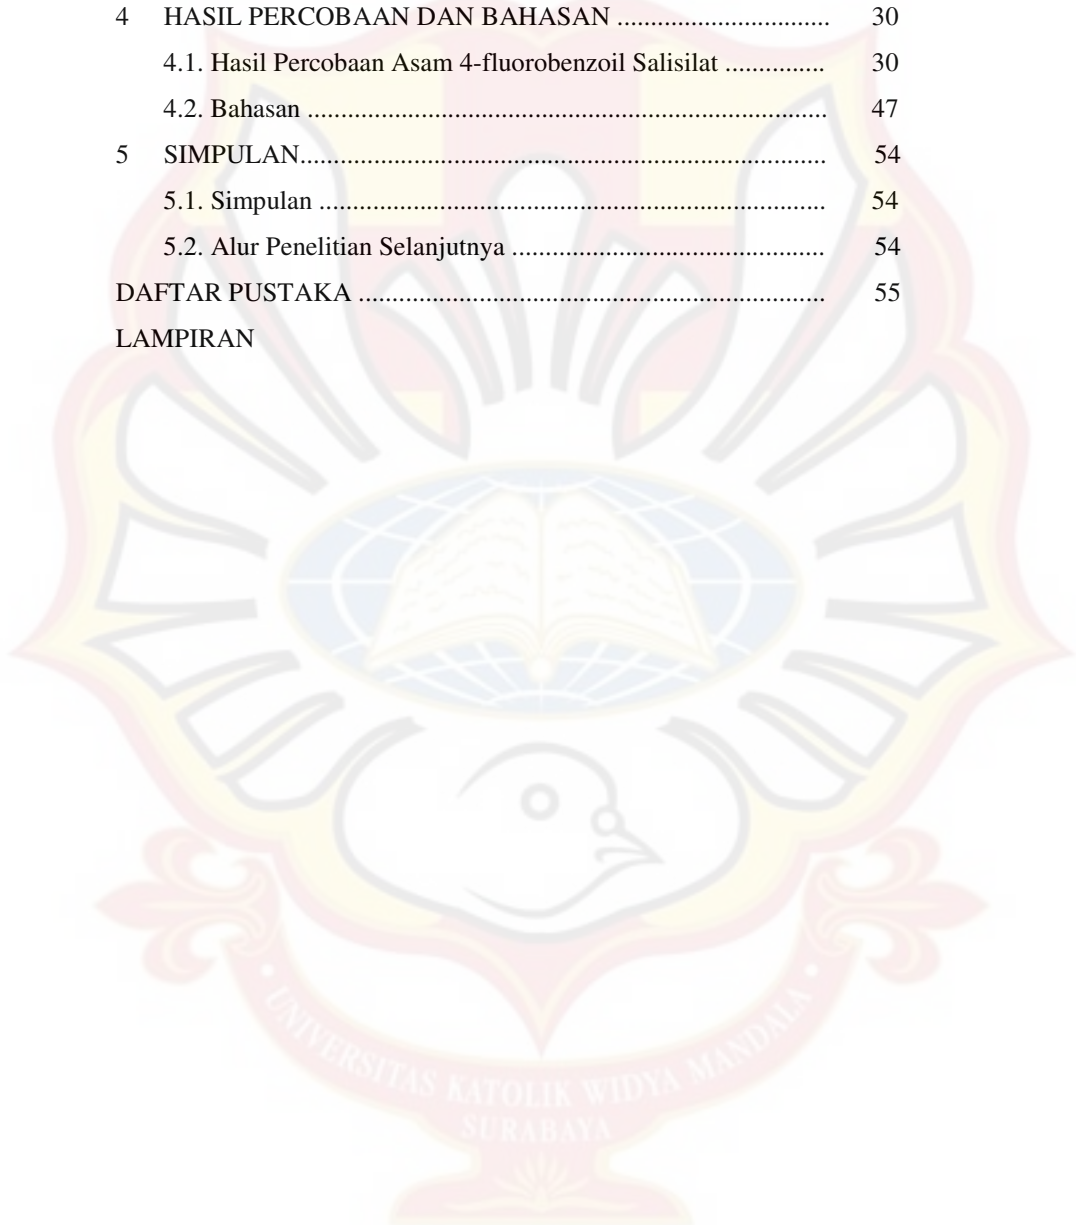 4 HASIL PERCOBAAN DAN BAHASAN ................................ 30
4.1. Hasil Percobaan Asam 4-fluorobenzoil Salisilat ............... 30
4.2. Bahasan .............................................................................. 47
5 SIMPULAN............................................................................... 54
5.1. Simpulan ............................................................................ 54
5.2. Alur Penelitian Selanjutnya ............................................... 54
DAFTAR PUSTAKA ...................................................................... 55
LAMPIRAN
UNIVERSITAS KATOLIK WIDYA MANDALA
SURABAYA